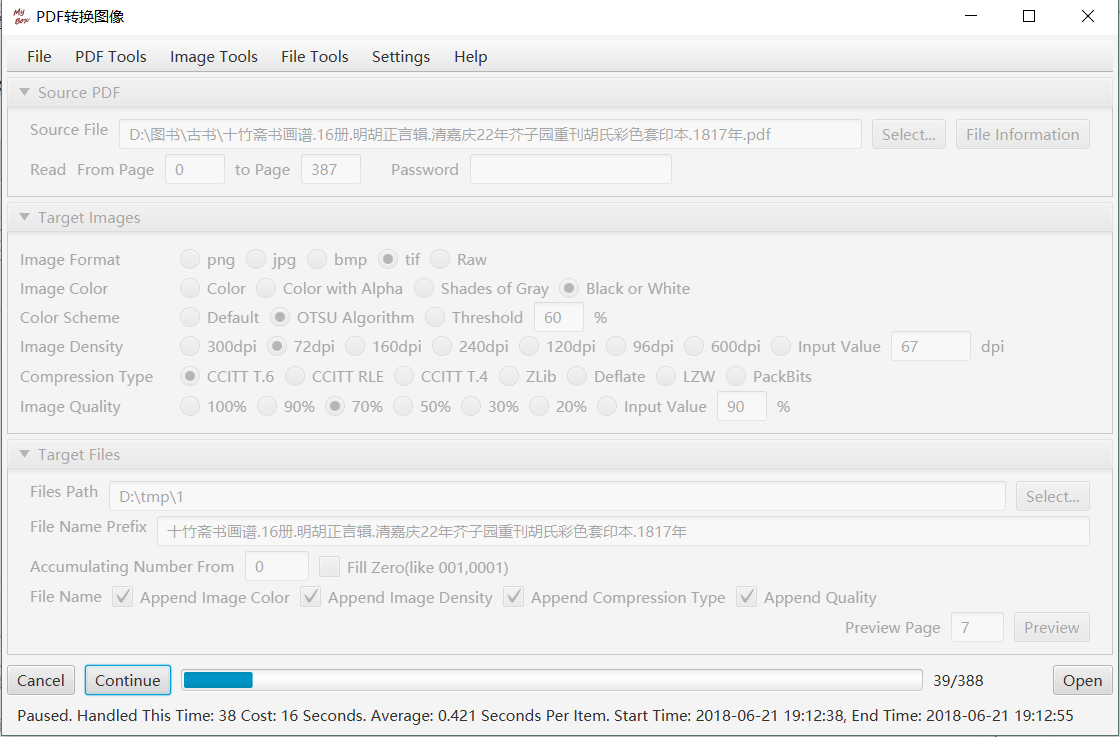 My Box PDF转换图像
File PDF Tools Image Tools File Tools Settings Help
Source PDF
Source File D:\图书\古书\十竹斋书画谱.16册.明胡正言辑.清嘉庆22年芥子园重刊胡氏彩色套印本.1817年.pdf Select... File Information
Read From Page 0 to Page 387 Password
Target Images
Image Format png jpg bmp tif Raw
Image Color Color Color with Alpha Shades of Gray Black or White
Color Scheme Default OTSU Algorithm Threshold 60 %
Image Density 300dpi 72dpi 160dpi 240dpi 120dpi 96dpi 600dpi Input Value 67 dpi
Compression Type CCITT T.6 CCITT RLE CCITT T.4 ZLib Deflate LZW PackBits
Image Quality 100% 90% 70% 50% 30% 20% Input Value 90 %
Target Files
Files Path D:\tmp\1 Select...
File Name Prefix 十竹斋书画谱.16册.明胡正言辑.清嘉庆22年芥子园重刊胡氏彩色套印本.1817年
Accumulating Number From 0 Fill Zero(like 001,0001)
File Name Append Image Color Append Image Density Append Compression Type Append Quality
Preview Page 7 Preview
Cancel Continue 39/388 Open
Paused. Handled This Time: 38 Cost: 16 Seconds. Average: 0.421 Seconds Per Item. Start Time: 2018-06-21 19:12:38, End Time: 2018-06-21 19:12:55